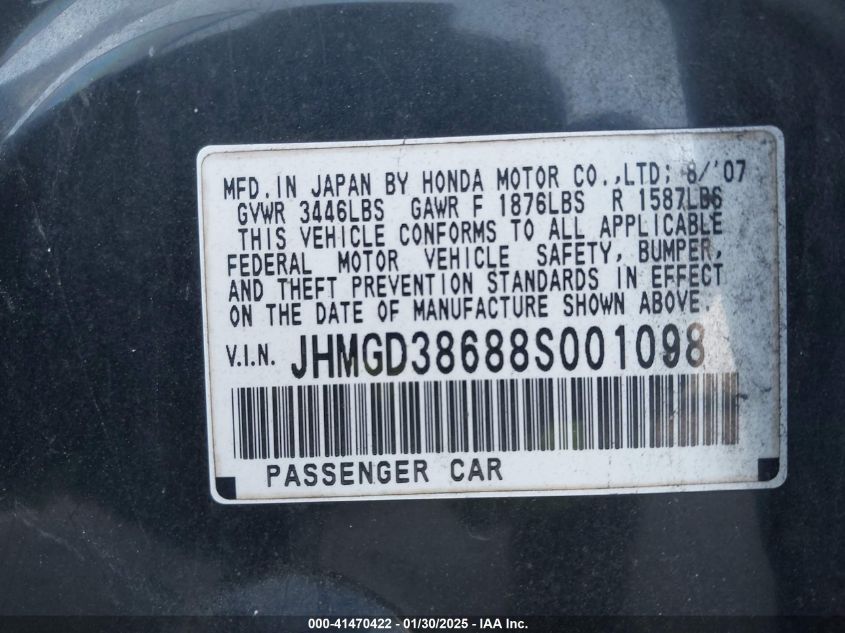 MFD. IN JAPAN BY HONDA MOTOR CO.,LTD; 8/'07
GVWR 3446LBS GAWR F 1876LBS R 1587LBS
THIS VEHICLE CONFORMS TO ALL APPLICABLE
FEDERAL MOTOR VEHICLE SAFETY, BUMPER,
AND THEFT PREVENTION STANDARDS IN EFFECT
ON THE DATE OF MANUFACTURE SHOWN ABOVE.
V.I.N. JHMGD38688S001098
PASSENGER CAR
000-41470422 - 01/30/2025 - IAA Inc.